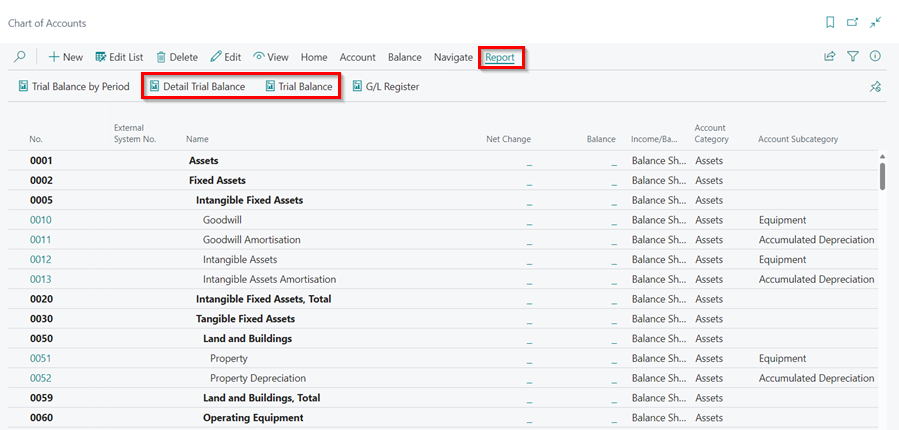 Chart of Accounts
New Edit List Delete Edit View Home Account Balance Navigate Report
Trial Balance by Period Detail Trial Balance Trial Balance G/L Register
No. External System No. Name Net Change Balance Income/Ba... Account Category Account Subcategory
0001 Assets _ _ Balance Sh... Assets
0002 Fixed Assets _ _ Balance Sh... Assets
0005 Intangible Fixed Assets _ _ Balance Sh... Assets
0010 Goodwill _ _ Balance Sh... Assets Equipment
0011 Goodwill Amortisation _ _ Balance Sh... Assets Accumulated Depreciation
0012 Intangible Assets _ _ Balance Sh... Assets Equipment
0013 Intangible Assets Amortisation _ _ Balance Sh... Assets Accumulated Depreciation
0020 Intangible Fixed Assets, Total _ _ Balance Sh... Assets
0030 Tangible Fixed Assets _ _ Balance Sh... Assets
0050 Land and Buildings _ _ Balance Sh... Assets
0051 Property _ _ Balance Sh... Assets Equipment
0052 Property Depreciation _ _ Balance Sh... Assets Accumulated Depreciation
0059 Land and Buildings, Total _ _ Balance Sh... Assets
0060 Operating Equipment _ _ Balance Sh... Assets